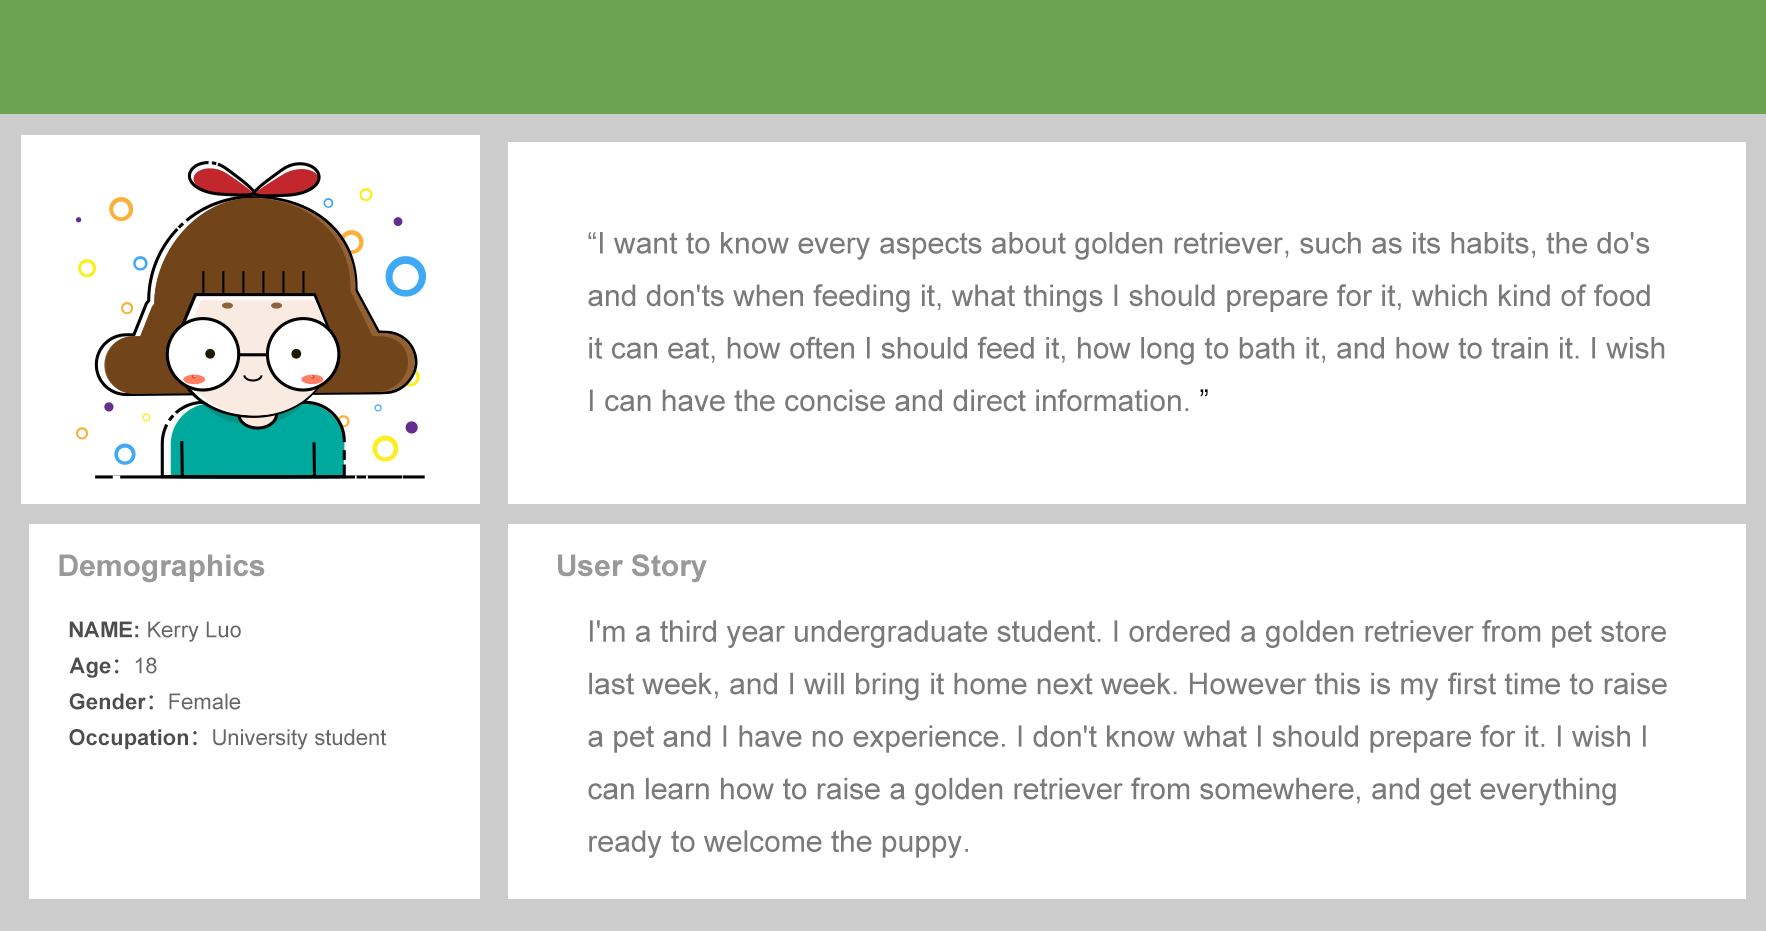 “I want to know every aspects about golden retriever, such as its habits, the do's
and don'ts when feeding it, what things I should prepare for it, which kind of food
it can eat, how often I should feed it, how long to bath it, and how to train it. I wish
I can have the concise and direct information. ”
Demographics
NAME: Kerry Luo
Age：18
Gender：Female
Occupation：University student
User Story
I'm a third year undergraduate student. I ordered a golden retriever from pet store
last week, and I will bring it home next week. However this is my first time to raise
a pet and I have no experience. I don't know what I should prepare for it. I wish I
can learn how to raise a golden retriever from somewhere, and get everything
ready to welcome the puppy.